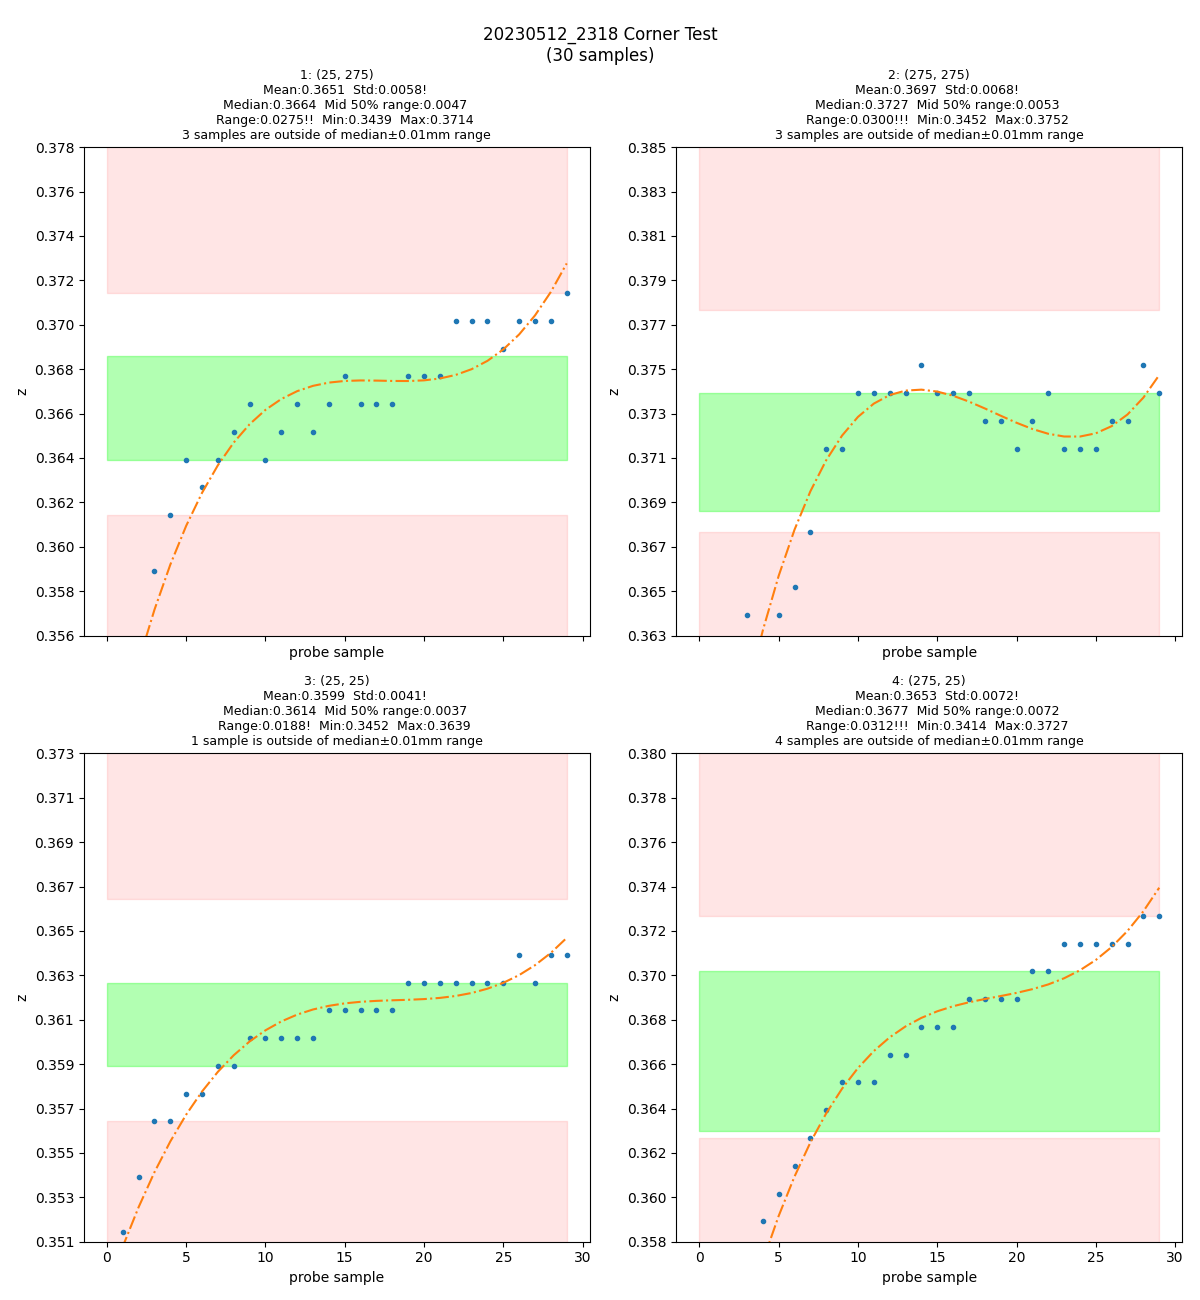 20230512_2318 Corner Test
(30 samples)
1: (25, 275)
Mean:0.3651  Std:0.0058!
Median:0.3664  Mid 50% range:0.0047
Range:0.0275!!  Min:0.3439  Max:0.3714
3 samples are outside of median±0.01mm range
0.378
0.376
0.374
0.372
0.370
0.368
0.366
0.364
0.362
0.360
0.358
0.356
z
probe sample
2: (275, 275)
Mean:0.3697  Std:0.0068!
Median:0.3727  Mid 50% range:0.0053
Range:0.0300!!!  Min:0.3452  Max:0.3752
3 samples are outside of median±0.01mm range
0.385
0.383
0.381
0.379
0.377
0.375
0.373
0.371
0.369
0.367
0.365
0.363
z
probe sample
3: (25, 25)
Mean:0.3599  Std:0.0041!
Median:0.3614  Mid 50% range:0.0037
Range:0.0188!  Min:0.3452  Max:0.3639
1 sample is outside of median±0.01mm range
0.373
0.371
0.369
0.367
0.365
0.363
0.361
0.359
0.357
0.355
0.353
0.351
z
0 5 10 15 20 25 30
probe sample
4: (275, 25)
Mean:0.3653  Std:0.0072!
Median:0.3677  Mid 50% range:0.0072
Range:0.0312!!!  Min:0.3414  Max:0.3727
4 samples are outside of median±0.01mm range
0.380
0.378
0.376
0.374
0.372
0.370
0.368
0.366
0.364
0.362
0.360
0.358
z
0 5 10 15 20 25 30
probe sample